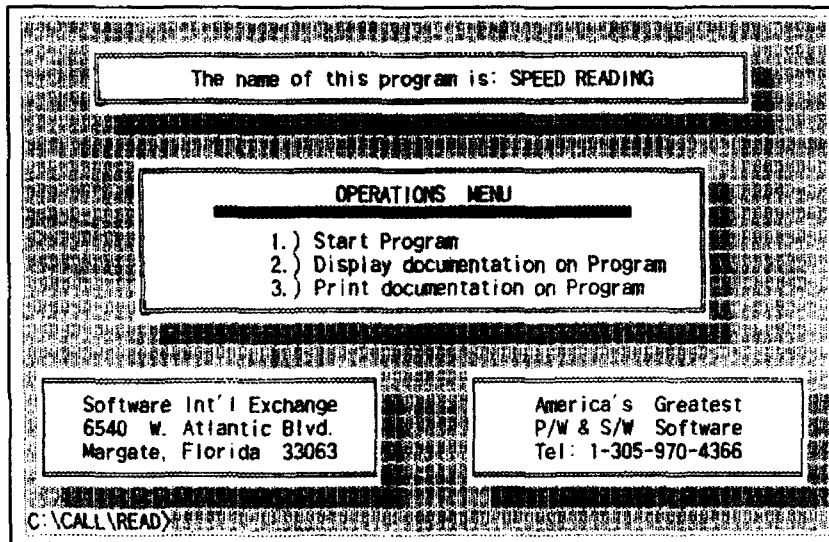 The name of this program is: SPEED READING
OPERATIONS MENU
1.) Start Program
2.) Display documentation on Program
3.) Print documentation on Program
Software Int'l Exchange
6540 W. Atlantic Blvd.
Margate, Florida 33063
America's Greatest
P/W & S/W Software
Tel: 1-305-970-4366
C:\CALL\READ>